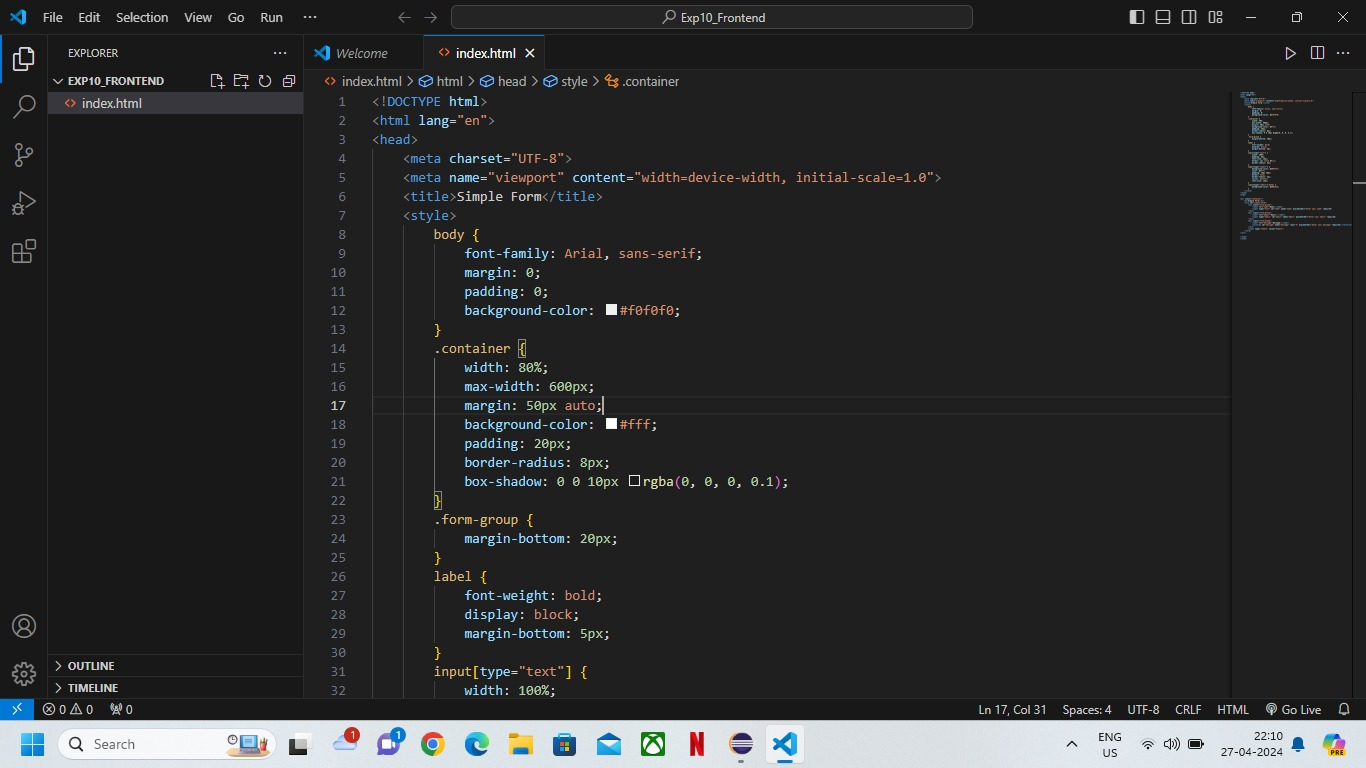 File Edit Selection View Go Run ···
Exp10_Frontend
EXPLORER
Welcome
index.html
EXP10_FRONTEND
index.html
index.html > html > head > style > .container
1 <!DOCTYPE html>
2 <html lang="en">
3 <head>
4 <meta charset="UTF-8">
5 <meta name="viewport" content="width=device-width, initial-scale=1.0">
6 <title>Simple Form</title>
7 <style>
8 body {
9 font-family: Arial, sans-serif;
10 margin: 0;
11 padding: 0;
12 background-color: #f0f0f0;
13 }
14 .container {
15 width: 80%;
16 max-width: 600px;
17 margin: 50px auto;
18 background-color: #fff;
19 padding: 20px;
20 border-radius: 8px;
21 box-shadow: 0 0 10px rgba(0, 0, 0, 0.1);
22 }
23 .form-group {
24 margin-bottom: 20px;
25 }
26 label {
27 font-weight: bold;
28 display: block;
29 margin-bottom: 5px;
30 }
31 input[type="text"] {
32 width: 100%;
OUTLINE
TIMELINE
0 0 0 Ln 17, Col 31 Spaces: 4 UTF-8 CRLF HTML Go Live
Search
1
1
N
ENG
US
22:10
27-04-2024
PRE